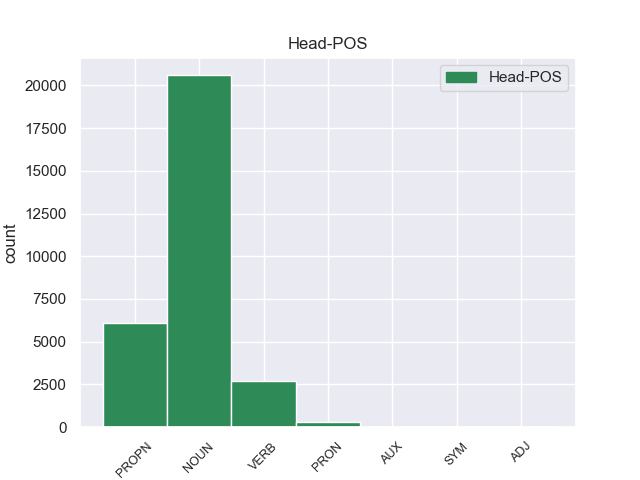 Head-POS
Head-POS
20000
17500
15000
12500
10000
7500
5000
2500
0
count
PROPN
NOUN
VERB
PRON
AUX
SYM
ADJ